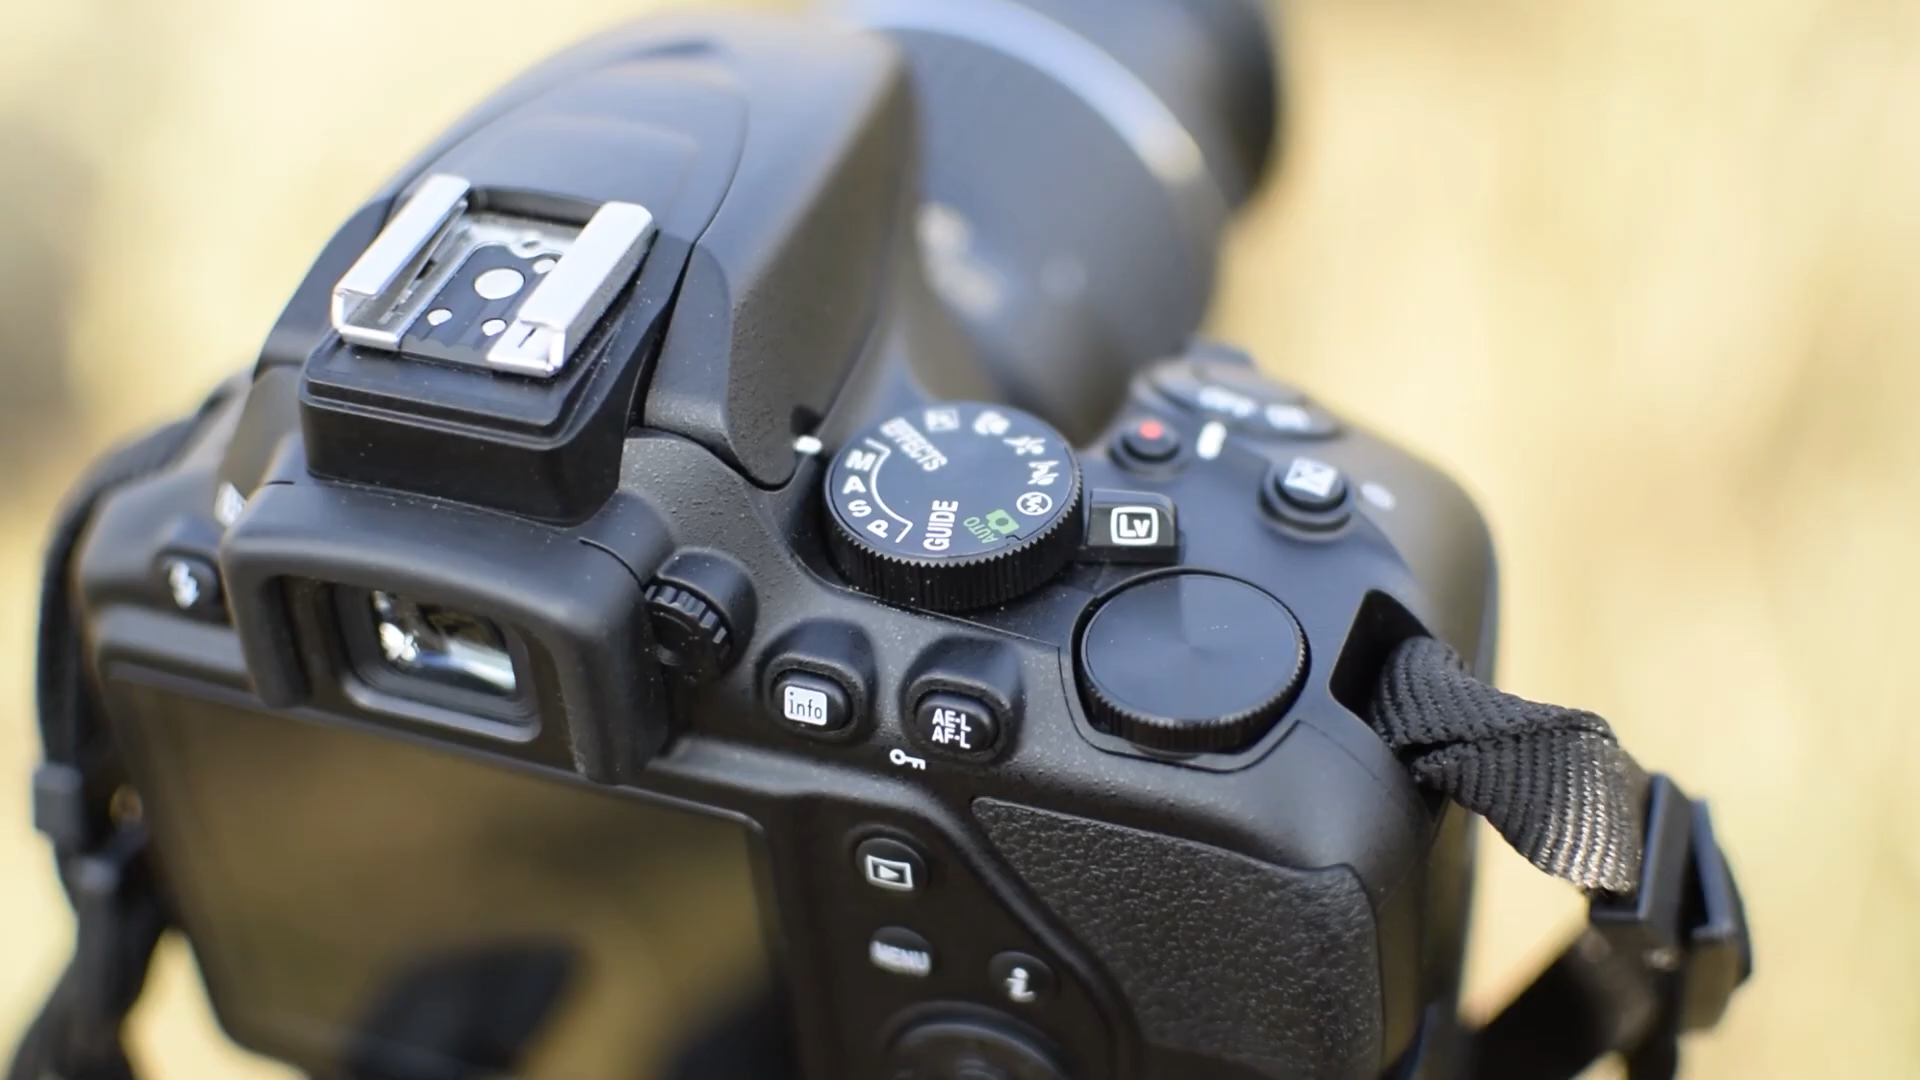 EFFECTS
M
A
S
P
GUIDE
AUTO
Lv
info
AE-L
AF-L
MENU
i